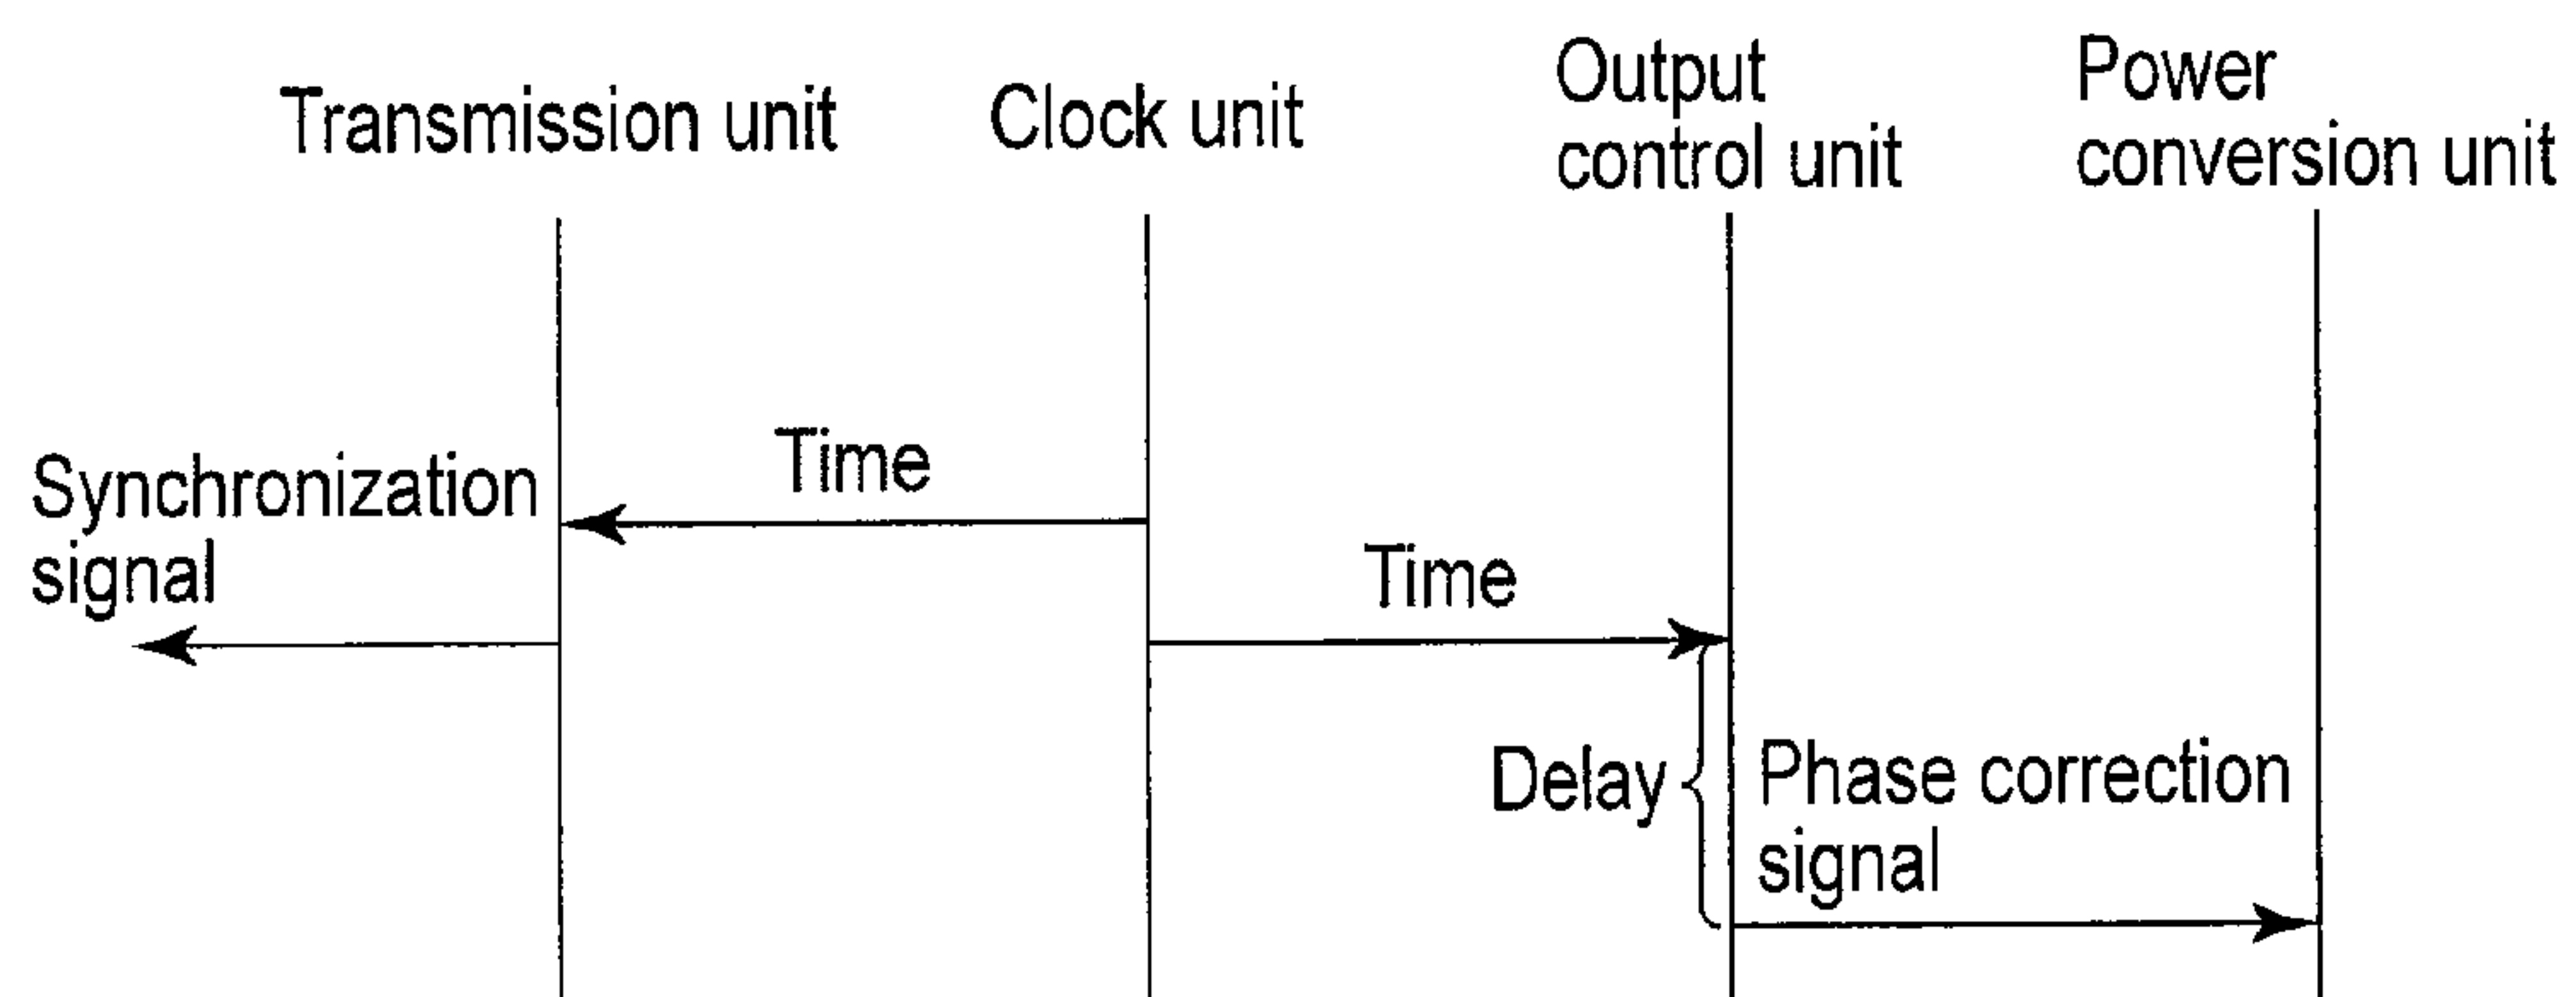 Transmission unit
Clock unit
Output
control unit
Power
conversion unit
Synchronization
signal
Time
Time
Delay
Phase correction
signal